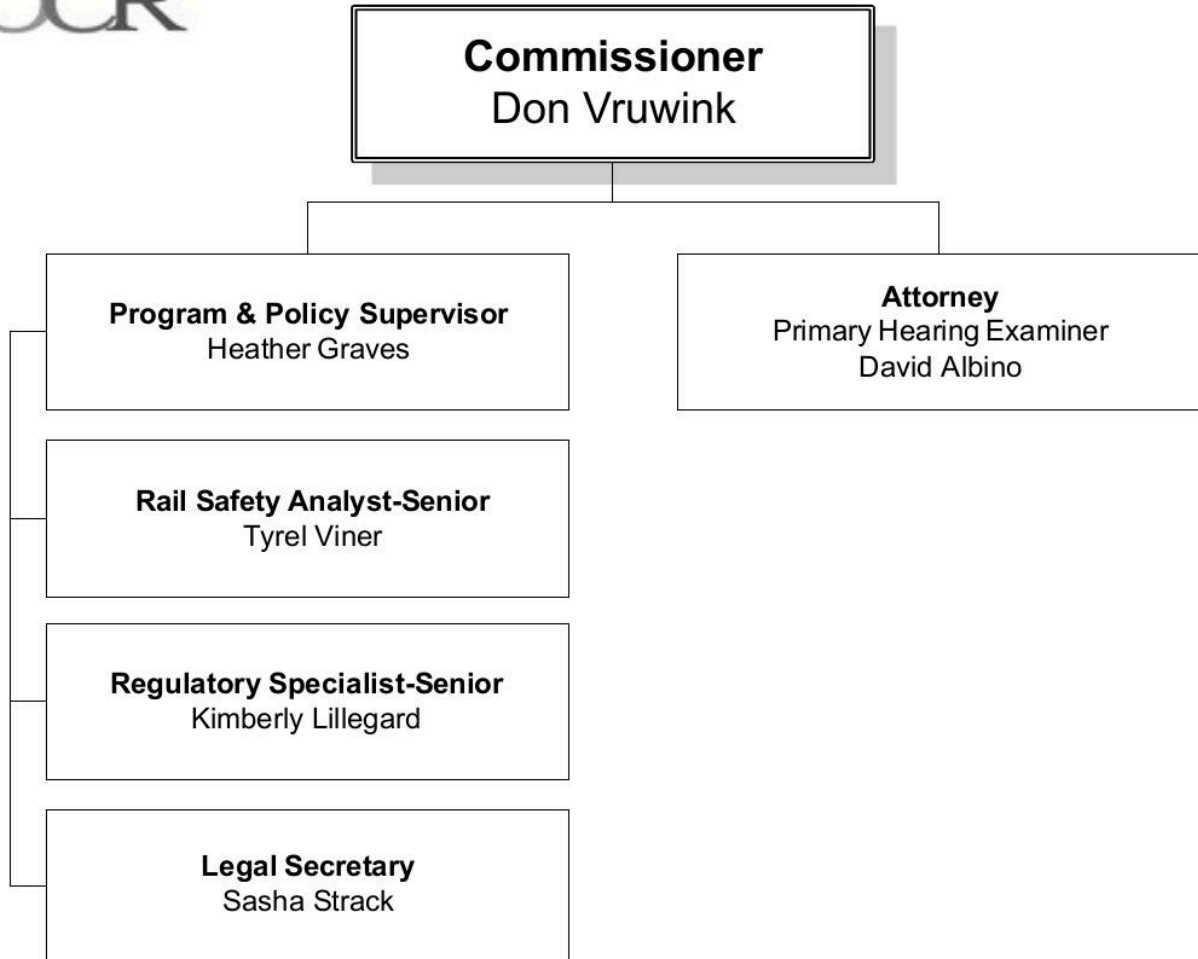 OCR
Commissioner
Don Vruwink
Program & Policy Supervisor
Heather Graves
Attorney
Primary Hearing Examiner
David Albino
Rail Safety Analyst-Senior
Tyrel Viner
Regulatory Specialist-Senior
Kimberly Lillegard
Legal Secretary
Sasha Strack